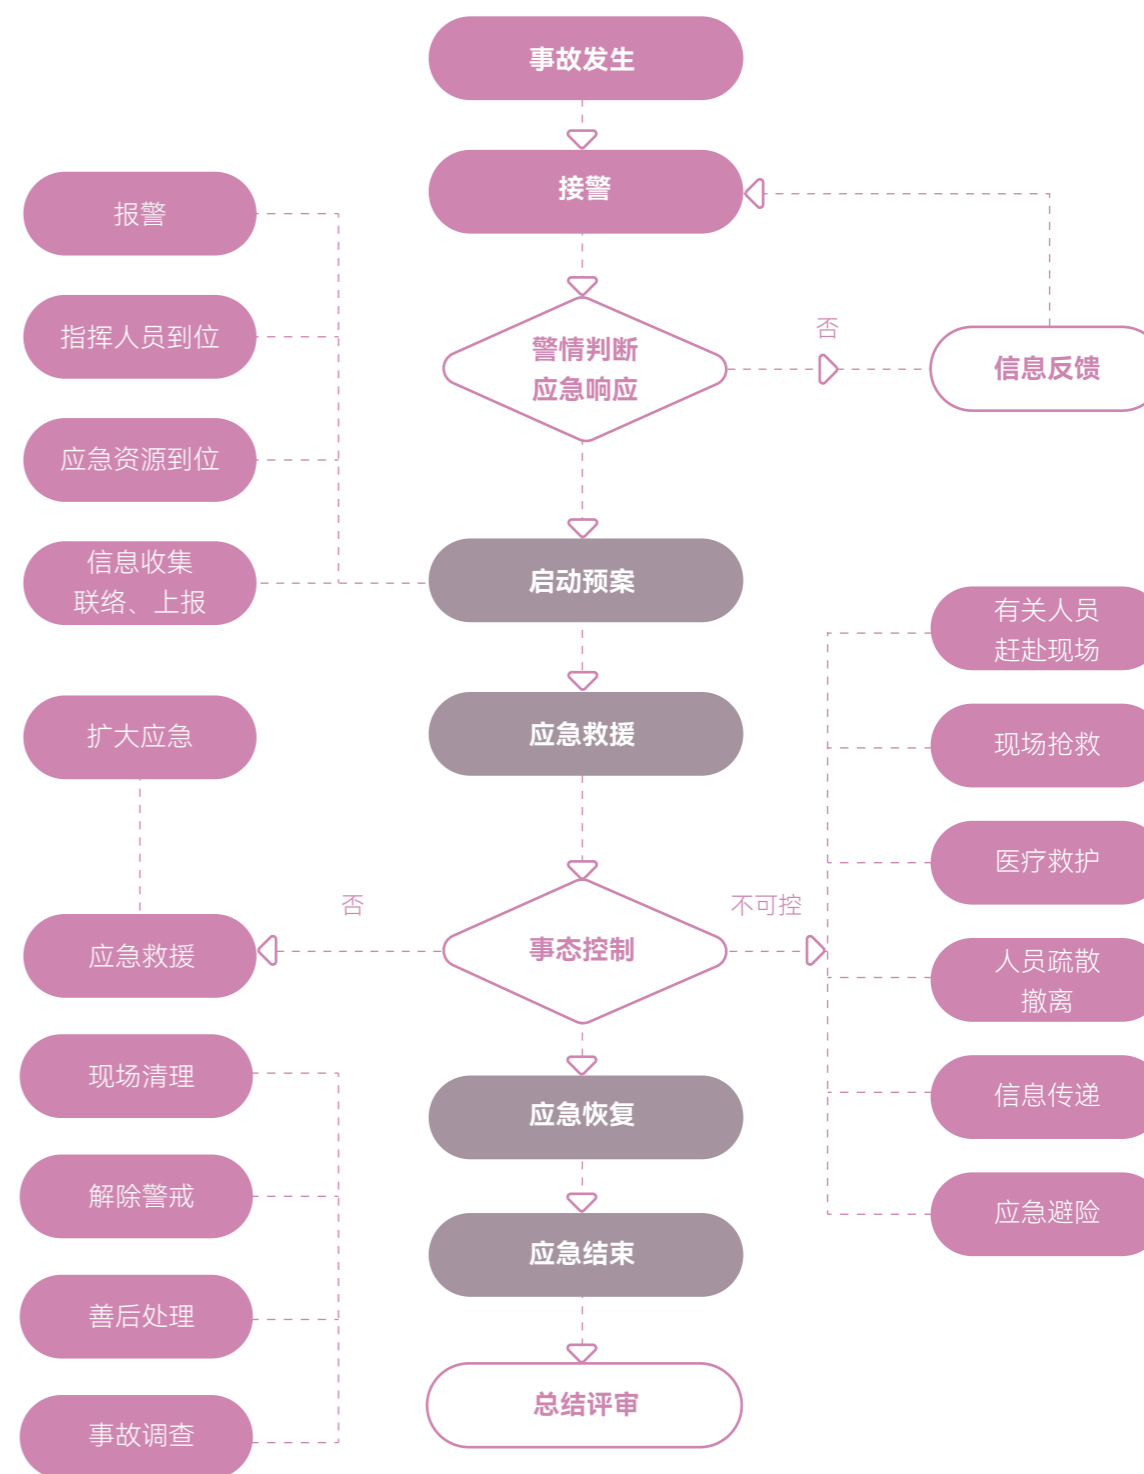 事故发生
接警
报警
指挥人员到位
应急资源到位
信息收集
联络、上报
警情判断
应急响应
否
信息反馈
启动预案
应急救援
扩大应急
否
应急救援
事态控制
不可控
有关人员
赶赴现场
现场抢救
医疗救护
人员疏散
撤离
信息传递
应急避险
应急恢复
现场清理
解除警戒
善后处理
事故调查
应急结束
总结评审